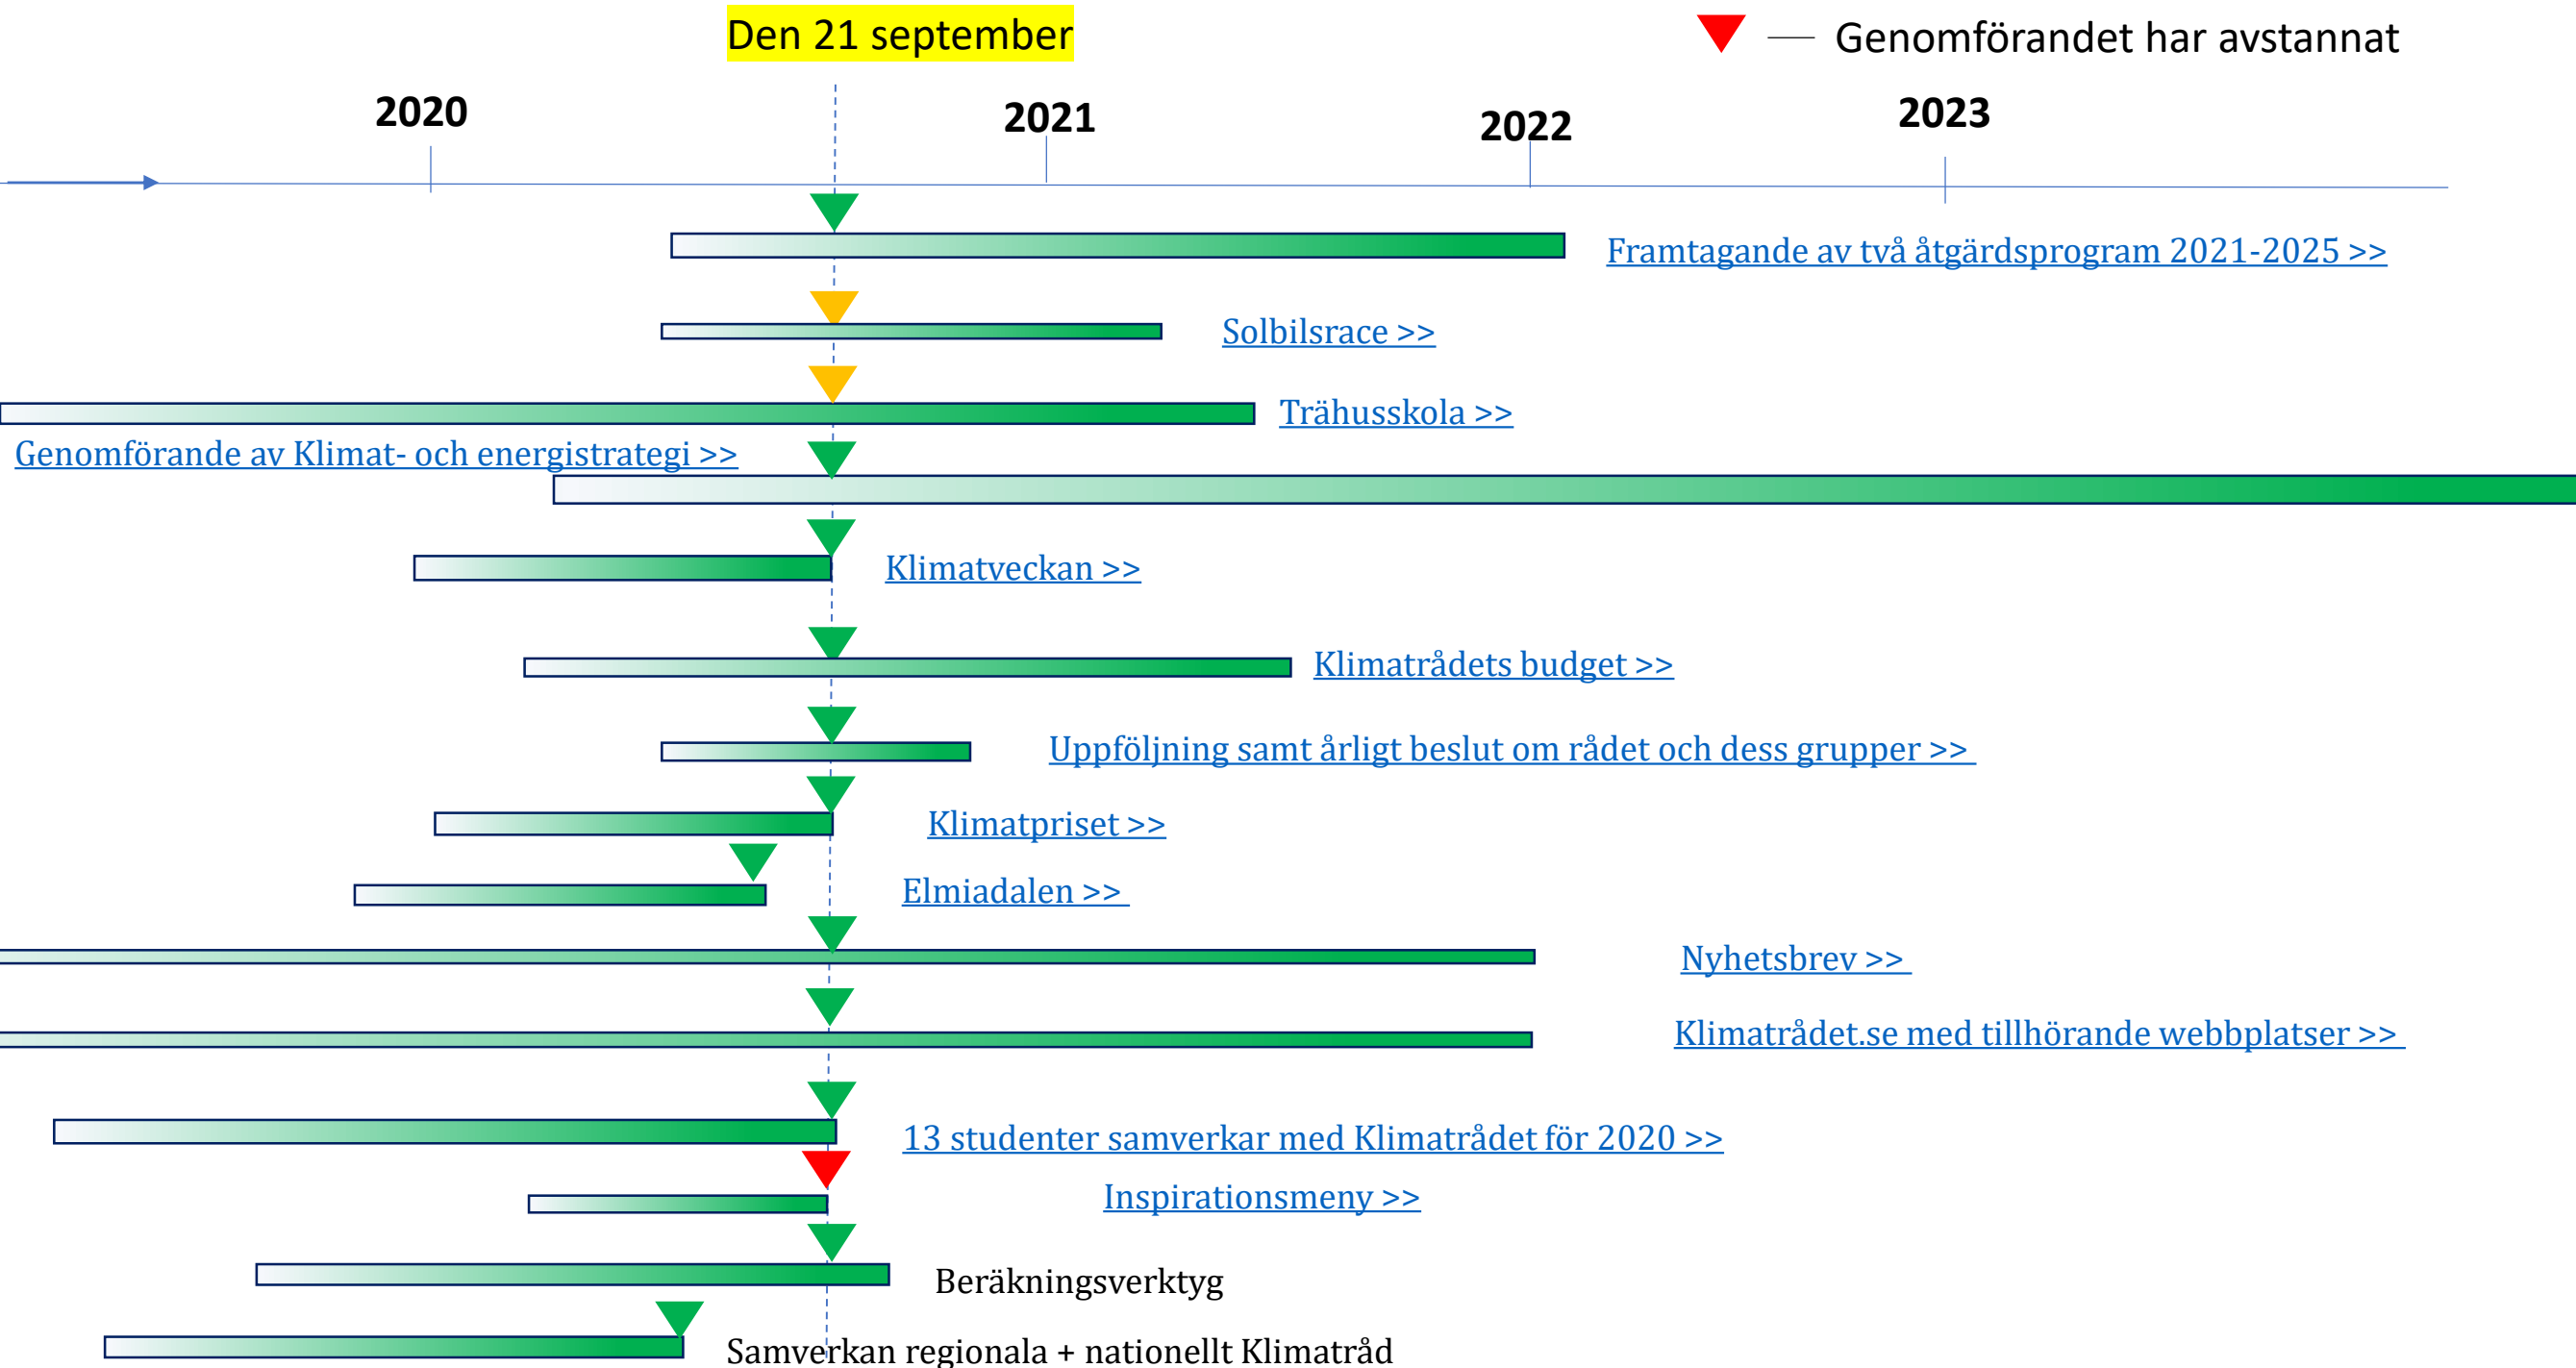 Den 21 september
Genomförandet har avstannat
2020
2021
2022
2023
Framtagande av två åtgärdsprogram 2021-2025 >>
Solbilsrace >>
Trähusskola >>
Genomförande av Klimat- och energistrategi >>
Klimatveckan >>
Klimatrådets budget >>
Uppföljning samt årligt beslut om rådet och dess grupper >>
Klimatpriset >>
Elmiadalen >>
Nyhetsbrev >>
Klimatrådet.se med tillhörande webbplatser >>
13 studenter samverkar med Klimatrådet för 2020 >>
Inspirationsmeny >>
Beräkningsverktyg
Samverkan regionala + nationellt Klimatråd